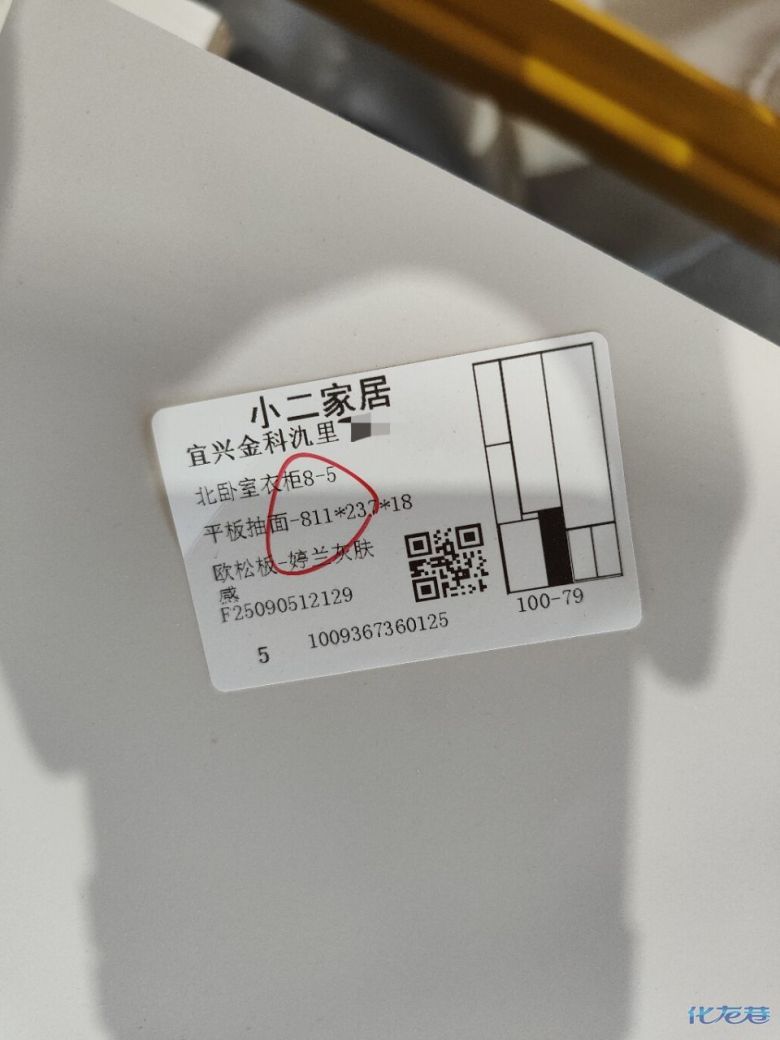 小二家居
宜兴金科氿里
北卧室衣柜8-5
平板抽面-811*237*18
欧松板-婷兰灰肤
感
F25090512129
5 1009367360125
100-79
化龙巷